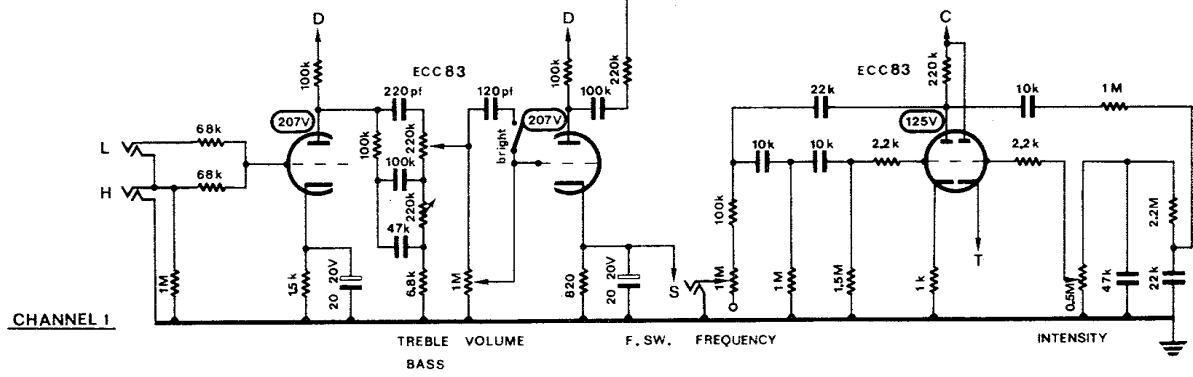 D
D
C
100k
ECC83
100k
220k
ECC83
220k
220pf
120pf
100k
22k
10k
1M
207V
207V
125V
68k
L
100k
220k
bright
10k
10k
2,2k
2,2k
68k
100k
H
220k
100k
2.2M
47k
T
1M
1,5k
20 20V
6,8k
1M
820
20 20V
S
1M
1M
1,5M
1k
0,5M
47k
22k
CHANNEL 1
TREBLE VOLUME F. SW. FREQUENCY INTENSITY
BASS